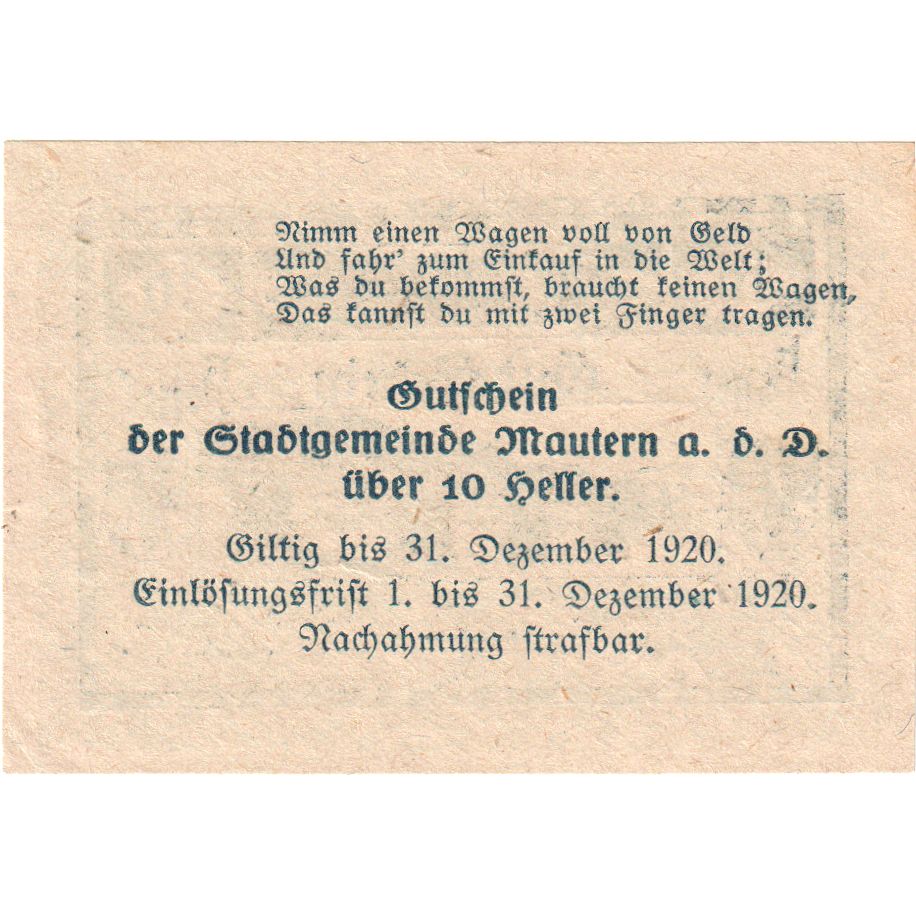 Nimm einen Wagen voll von Geld
Und fahr' zum Einkauf in die Welt;
Was du bekommst, braucht keinen Wagen,
Das kannst du mit zwei Finger tragen.
Gutschein
der Stadtgemeinde Mautern a. d. D.
über 10 Heller.
Giltig bis 31. Dezember 1920.
Einlösungsfrist 1. bis 31. Dezember 1920.
Nachahmung strafbar.